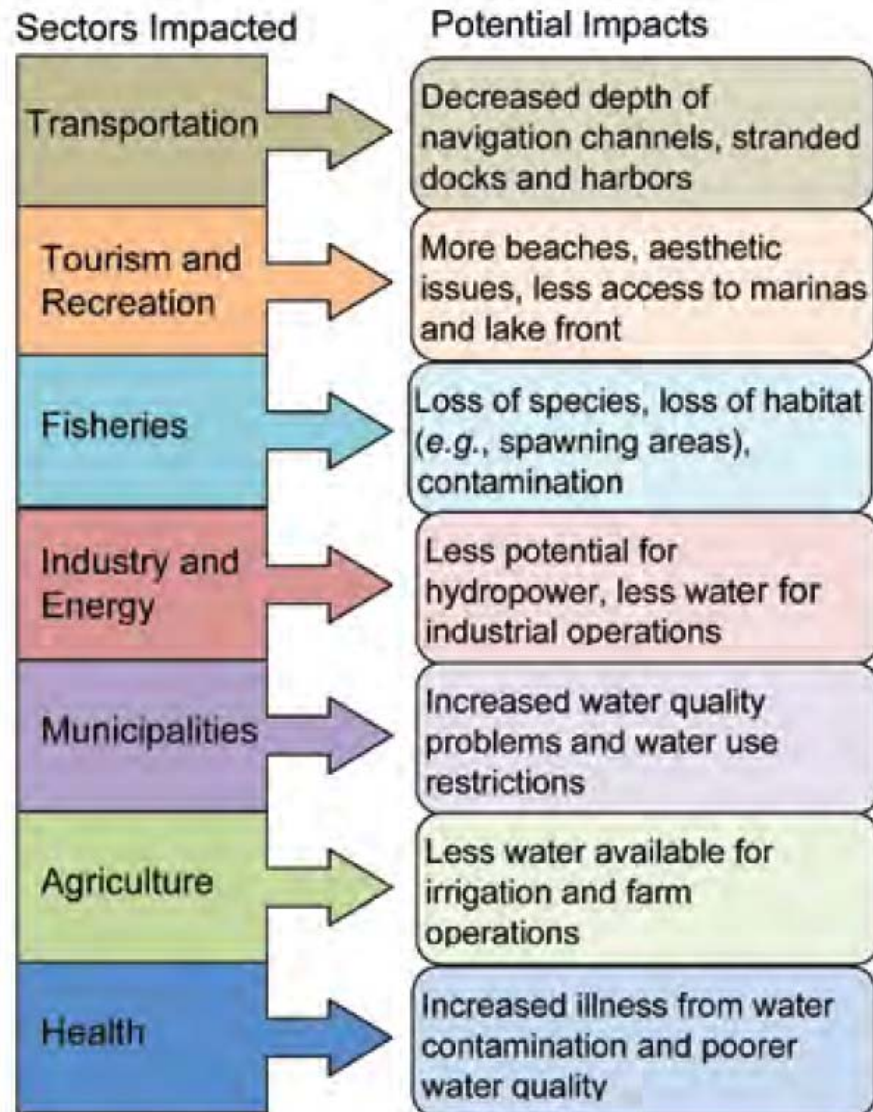 Sectors Impacted
Potential Impacts
Transportation
Decreased depth of
navigation channels, stranded
docks and harbors
Tourism and
Recreation
More beaches, aesthetic
issues, less access to marinas
and lake front
Fisheries
Loss of species, loss of habitat
(e.g., spawning areas),
contamination
Industry and
Energy
Less potential for
hydropower, less water for
industrial operations
Municipalities
Increased water quality
problems and water use
restrictions
Agriculture
Less water available for
irrigation and farm
operations
Health
Increased illness from water
contamination and poorer
water quality